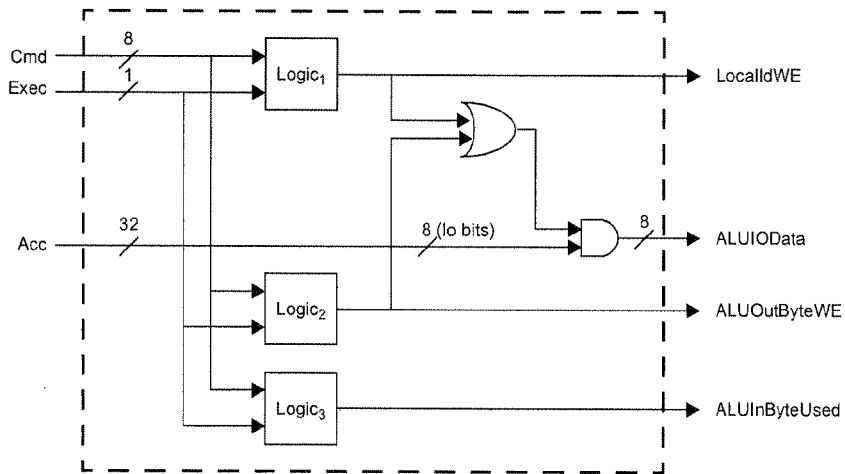 Cmd
8
Exec
1
Logic1
LocalIdWE
Acc
32
8 (lo bits)
8
ALUIOData
Logic2
ALUOutByteWE
Logic3
ALUInByteUsed